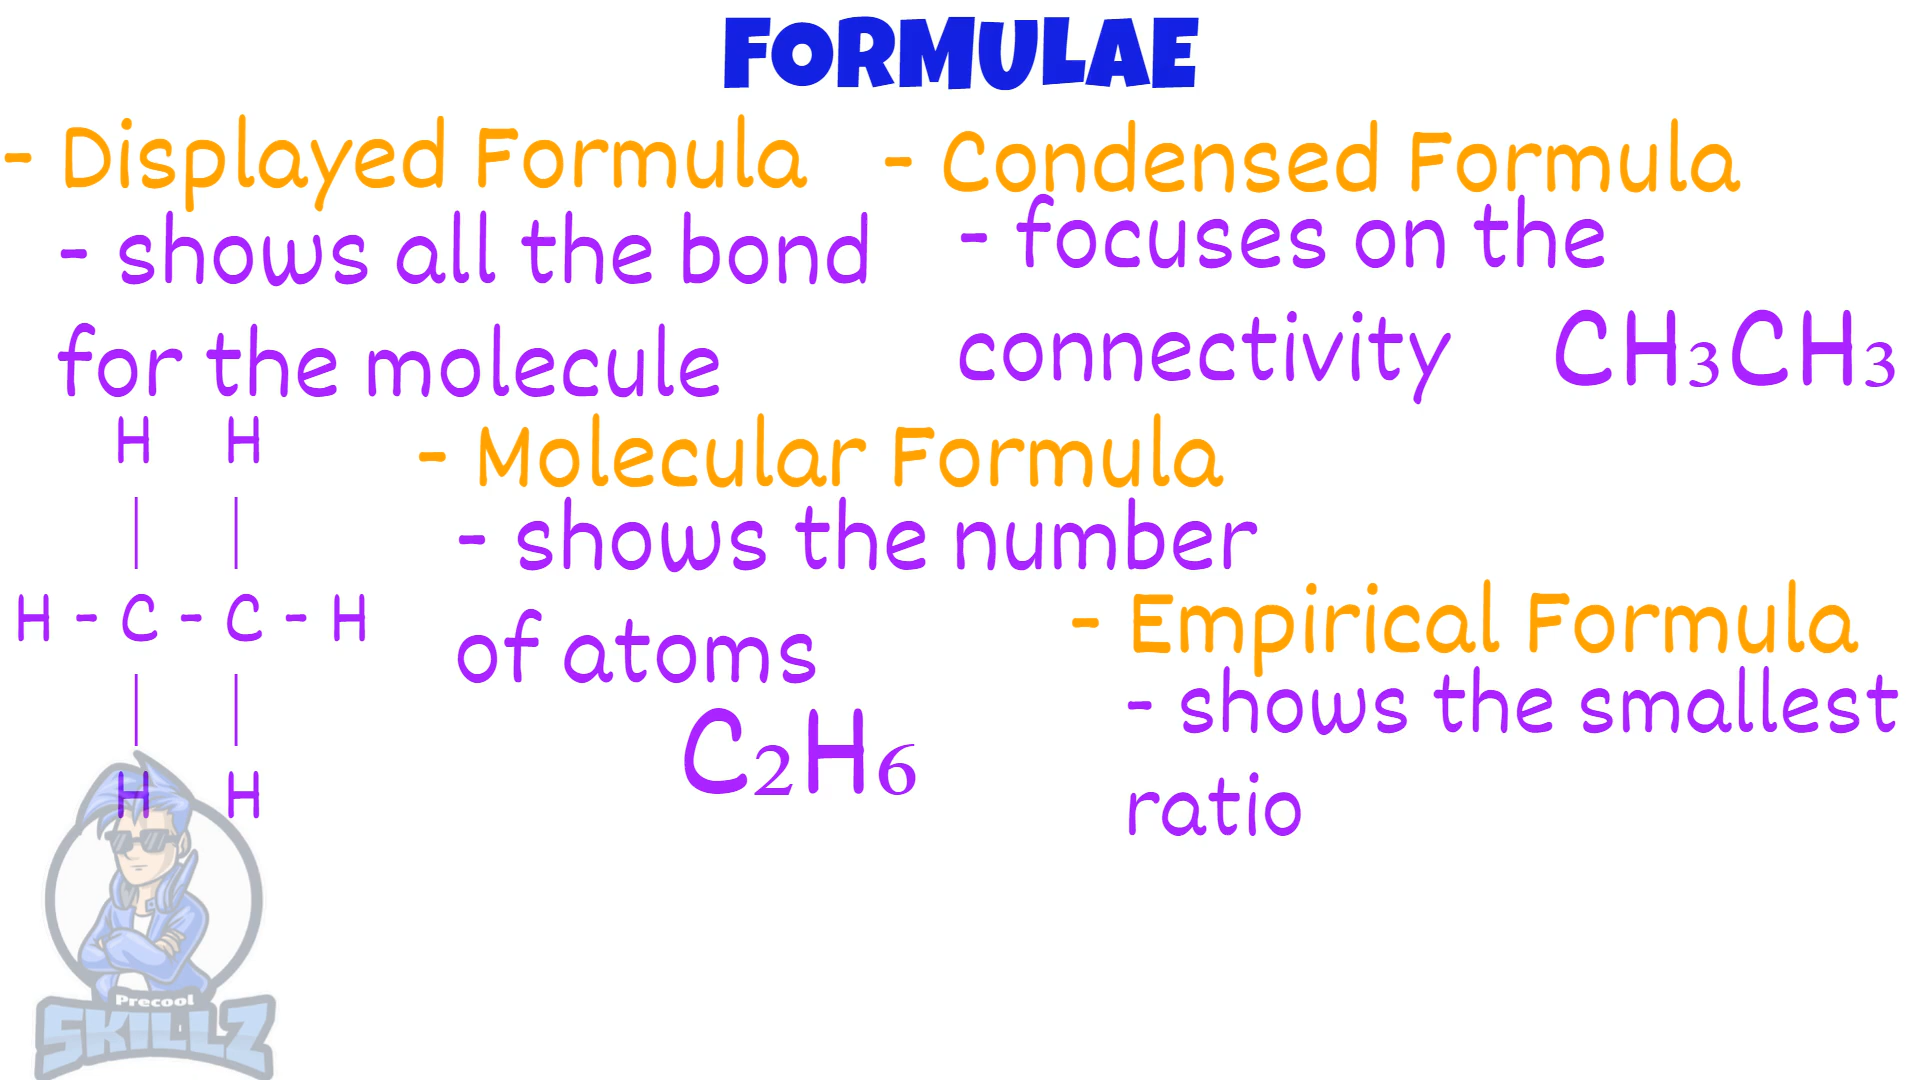 FORMULAE
- Displayed Formula
- shows all the bond
for the molecule
H H
| |
H - C - C - H
| |
H H
- Condensed Formula
- focuses on the
connectivity CH₃CH₃
- Molecular Formula
- shows the number
of atoms
C₂H₆
- Empirical Formula
- shows the smallest
ratio
Precool
SKILLZ